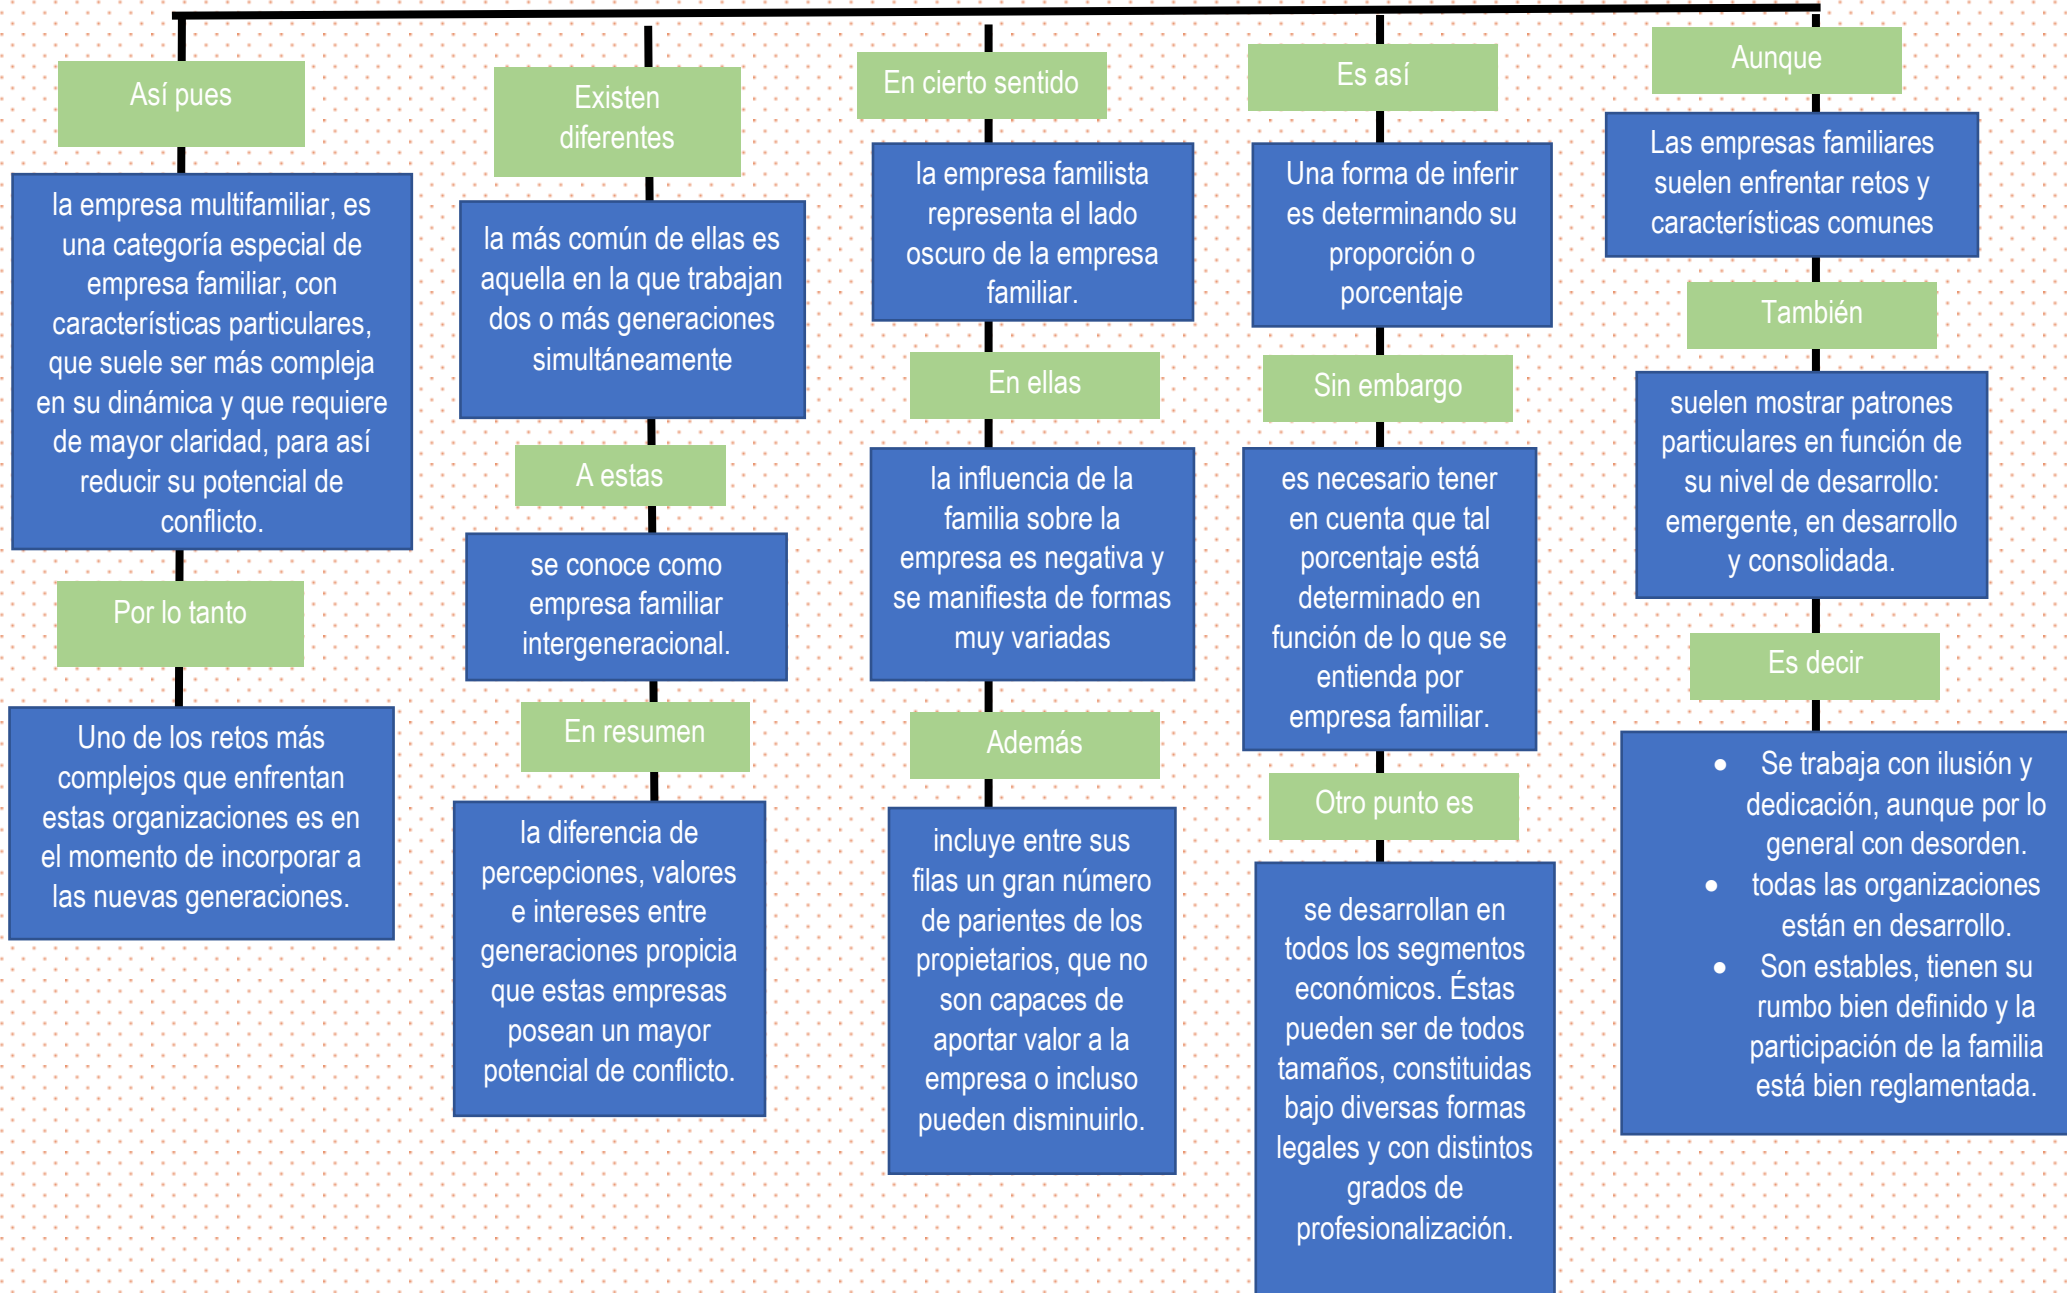 Así pues
la empresa multifamiliar, es
una categoría especial de
empresa familiar, con
características particulares,
que suele ser más compleja
en su dinámica y que requiere
de mayor claridad, para así
reducir su potencial de
conflicto.
Por lo tanto
Uno de los retos más
complejos que enfrentan
estas organizaciones es en
el momento de incorporar a
las nuevas generaciones.
Existen
diferentes
la más común de ellas es
aquella en la que trabajan
dos o más generaciones
simultáneamente
A estas
se conoce como
empresa familiar
intergeneracional.
En resumen
la diferencia de
percepciones, valores
e intereses entre
generaciones propicia
que estas empresas
posean un mayor
potencial de conflicto.
En cierto sentido
la empresa familista
representa el lado
oscuro de la empresa
familiar.
En ellas
la influencia de la
familia sobre la
empresa es negativa y
se manifiesta de formas
muy variadas
Además
incluye entre sus
filas un gran número
de parientes de los
propietarios, que no
son capaces de
aportar valor a la
empresa o incluso
pueden disminuirlo.
Es así
Una forma de inferir
es determinando su
proporción o
porcentaje
Sin embargo
es necesario tener
en cuenta que tal
porcentaje está
determinado en
función de lo que se
entienda por
empresa familiar.
Otro punto es
se desarrollan en
todos los segmentos
económicos. Éstas
pueden ser de todos
tamaños, constituidas
bajo diversas formas
legales y con distintos
grados de
profesionalización.
Aunque
Las empresas familiares
suelen enfrentar retos y
características comunes
También
suelen mostrar patrones
particulares en función de
su nivel de desarrollo:
emergente, en desarrollo
y consolidada.
Es decir
• Se trabaja con ilusión y
dedicación, aunque por lo
general con desorden.
• todas las organizaciones
están en desarrollo.
• Son estables, tienen su
rumbo bien definido y la
participación de la familia
está bien reglamentada.